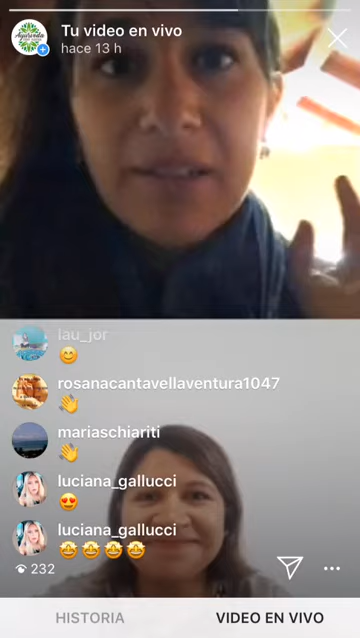 Tu video en vivo
hace 13 h
lau_jor
😊
rosanacantavellaventura1047
👋
mariaschiariti
👋
luciana_gallucci
😍
luciana_gallucci
🤩🤩🤩🤩
232
HISTORIA
VIDEO EN VIVO